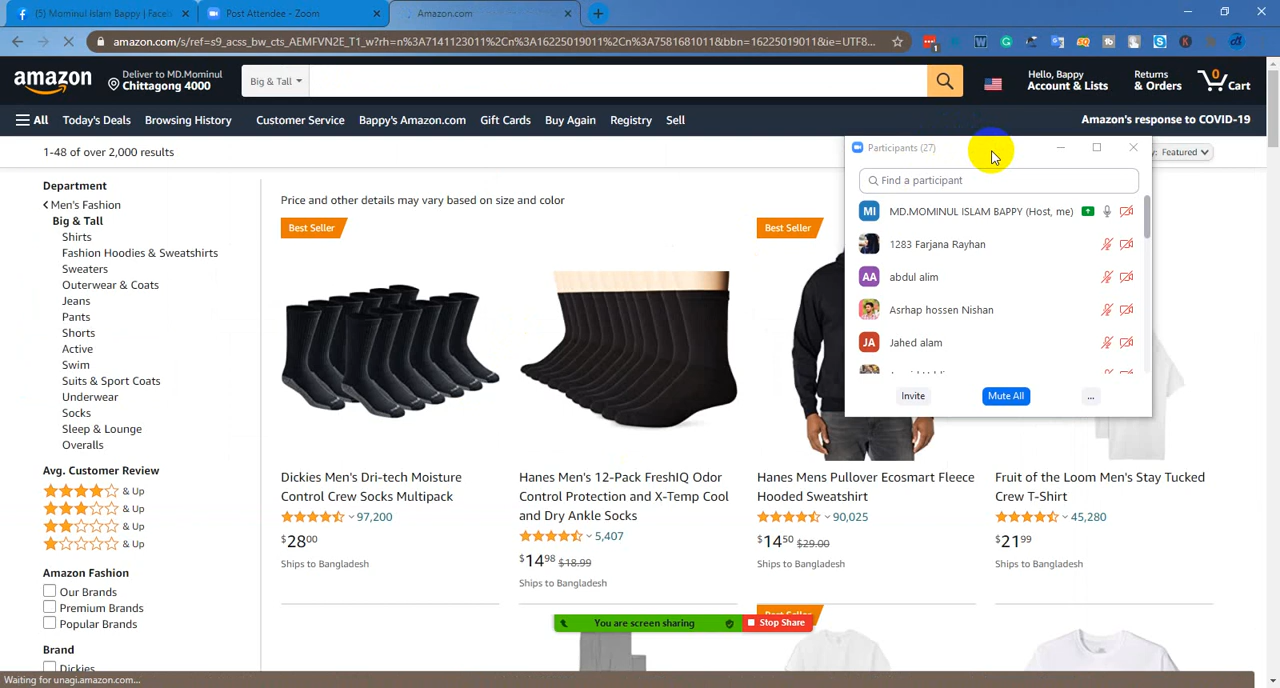 (5) Mominul Islam Bappy | Faceb
Post Attendee - Zoom
Amazon.com
amazon.com/s/ref=s9_acss_bw_cts_AEMFVN2E_T1_w?rh=n%3A7141123011%2Cn%3A16225019011%2Cn%3A7581681011&bbn=16225019011&ie=UTF8...
amazon
Deliver to MD.Mominul
Chittagong 4000
Big & Tall
Hello, Bappy
Account & Lists
Returns
& Orders
0
Cart
All
Today's Deals
Browsing History
Customer Service
Bappy's Amazon.com
Gift Cards
Buy Again
Registry
Sell
Amazon's response to COVID-19
1-48 of over 2,000 results
Featured
Participants (27)
Find a participant
MI MD.MOMINUL ISLAM BAPPY (Host, me)
1283 Farjana Rayhan
AA abdul alim
Asrhap hossen Nishan
JA Jahed alam
Invite
Mute All
...
Department
Men's Fashion
Big & Tall
Shirts
Fashion Hoodies & Sweatshirts
Sweaters
Outerwear & Coats
Jeans
Pants
Shorts
Active
Swim
Suits & Sport Coats
Underwear
Socks
Sleep & Lounge
Overalls
Avg. Customer Review
& Up
& Up
& Up
& Up
Amazon Fashion
Our Brands
Premium Brands
Popular Brands
Brand
Dickies
Price and other details may vary based on size and color
Best Seller
Dickies Men's Dri-tech Moisture
Control Crew Socks Multipack
97,200
$2800
Ships to Bangladesh
Hanes Men's 12-Pack FreshIQ Odor
Control Protection and X-Temp Cool
and Dry Ankle Socks
5,407
$1498 $18.99
Ships to Bangladesh
Best Seller
Hanes Mens Pullover Ecosmart Fleece
Hooded Sweatshirt
90,025
$1450 $29.00
Ships to Bangladesh
Fruit of the Loom Men's Stay Tucked
Crew T-Shirt
45,280
$2199
Ships to Bangladesh
Best Seller
You are screen sharing
Stop Share
Waiting for unagi.amazon.com...